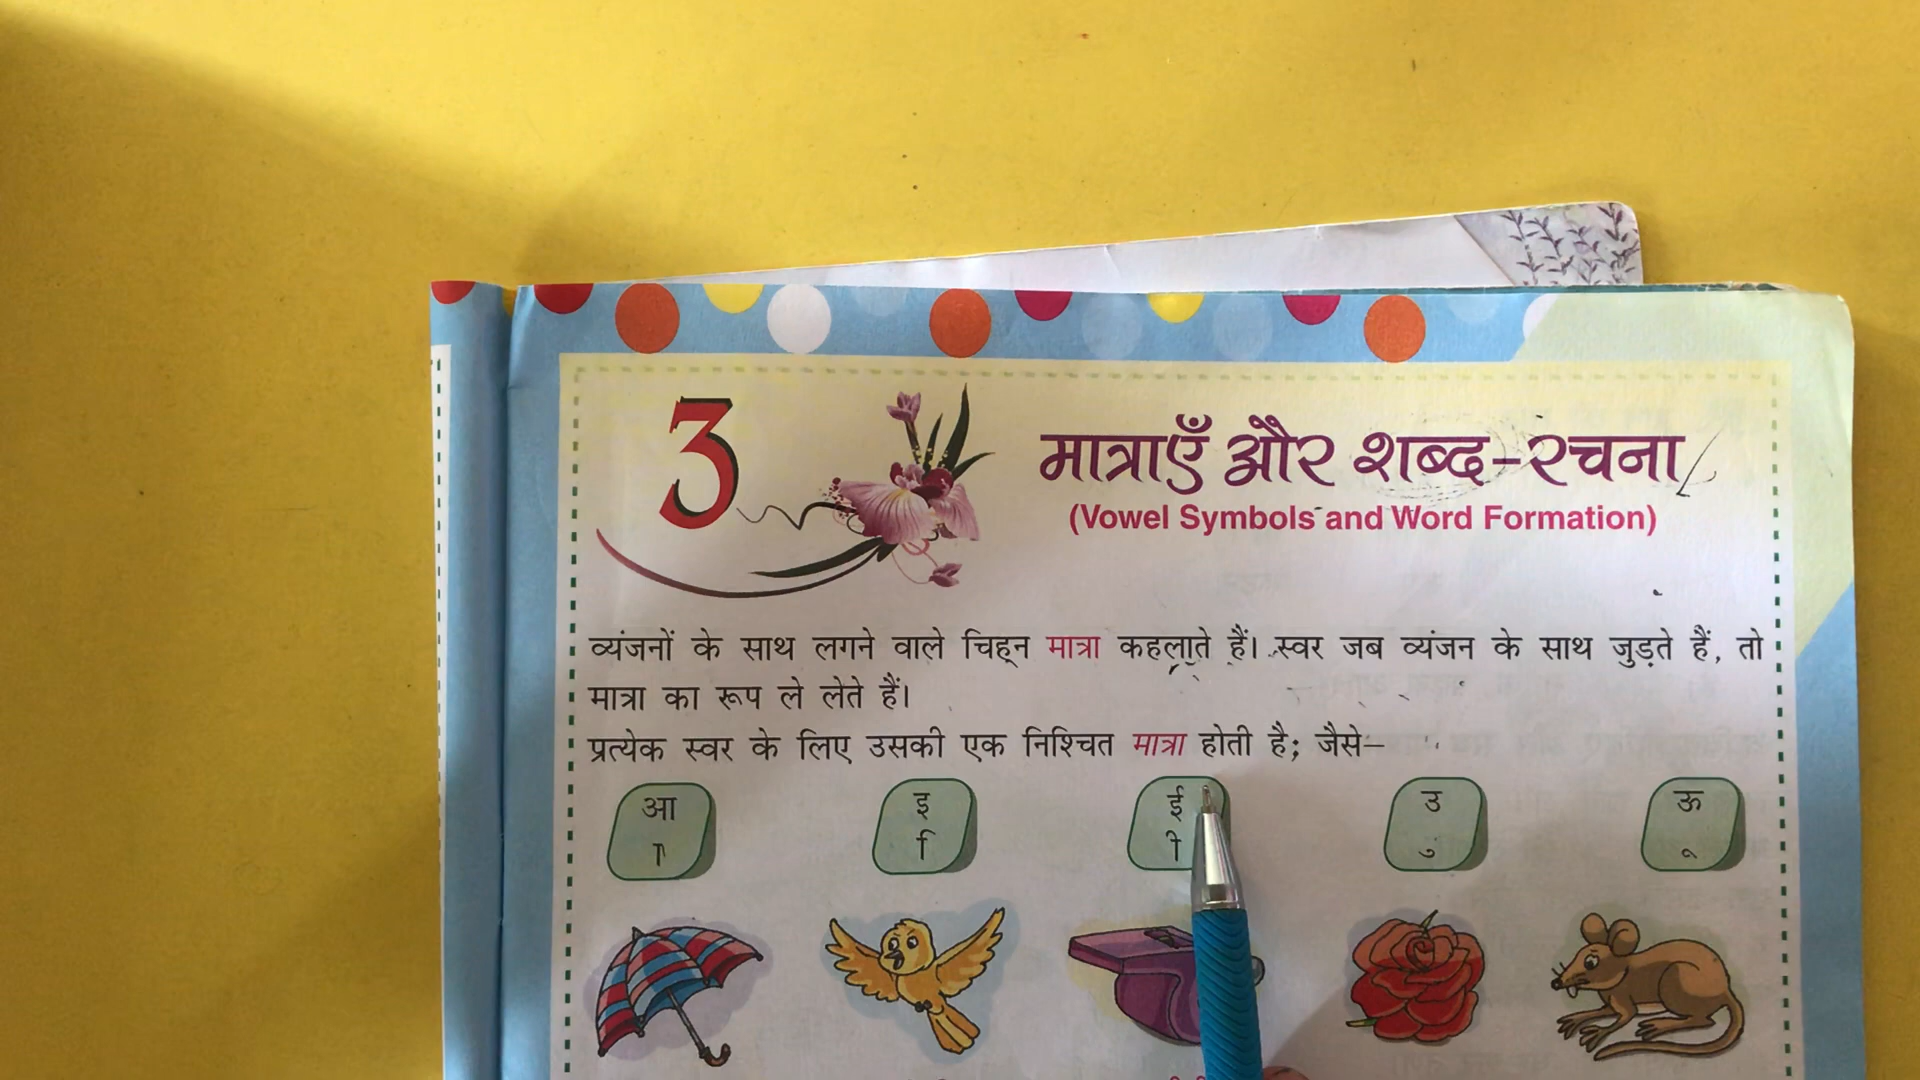 3
मात्राएँ और शब्द-रचना
(Vowel Symbols and Word Formation)
व्यंजनों के साथ लगने वाले चिह्न मात्रा कहलाते हैं। स्वर जब व्यंजन के साथ जुड़ते हैं, तो
मात्रा का रूप ले लेते हैं।
प्रत्येक स्वर के लिए उसकी एक निश्चित मात्रा होती है; जैसे–
आ इ ई उ ऊ
ा ि ी ु ू